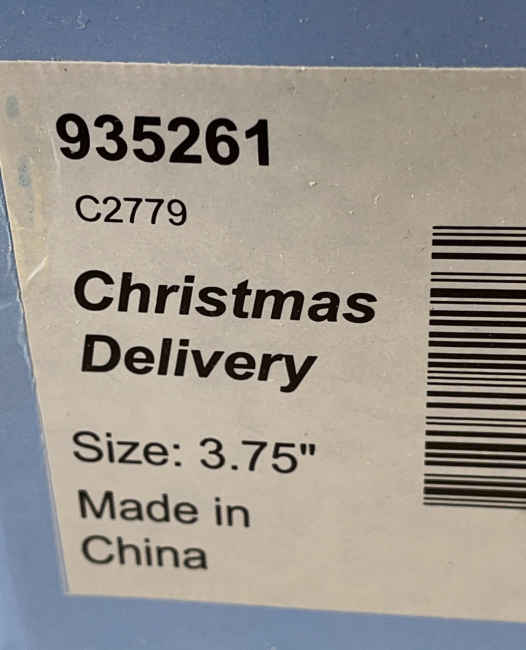 935261
C2779
Christmas
Delivery
Size: 3.75"
Made in
China